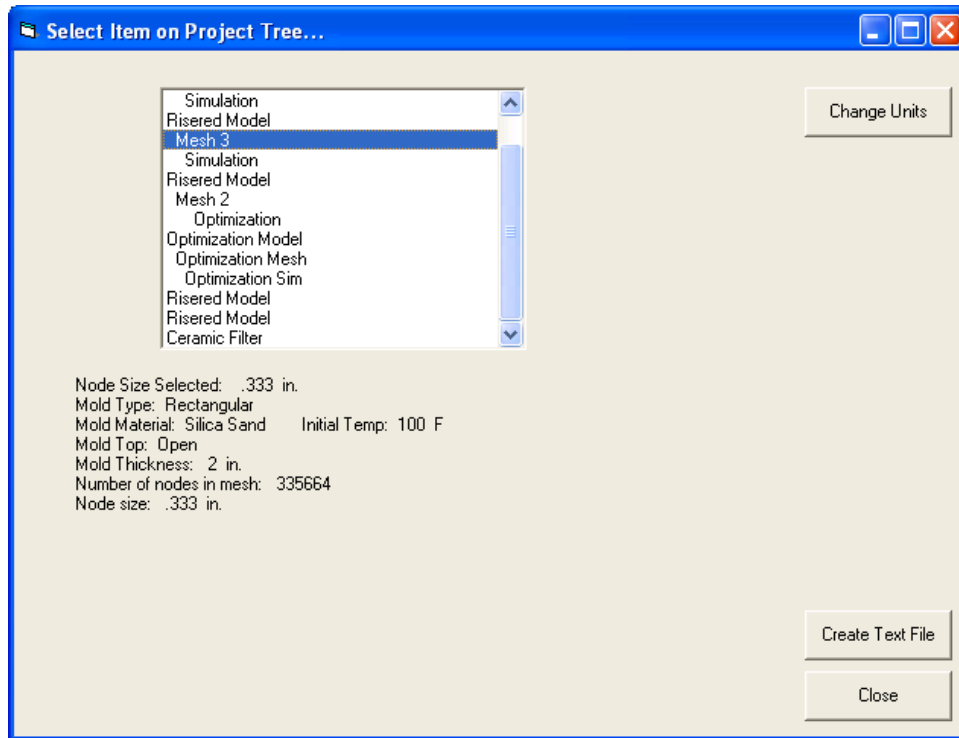 Select Item on Project Tree...
Simulation
Risered Model
Mesh 3
Simulation
Risered Model
Mesh 2
Optimization
Optimization Model
Optimization Mesh
Optimization Sim
Risered Model
Risered Model
Ceramic Filter
Change Units
Node Size Selected: .333 in.
Mold Type: Rectangular
Mold Material: Silica Sand Initial Temp: 100 F
Mold Top: Open
Mold Thickness: 2 in.
Number of nodes in mesh: 335664
Node size: .333 in.
Create Text File
Close